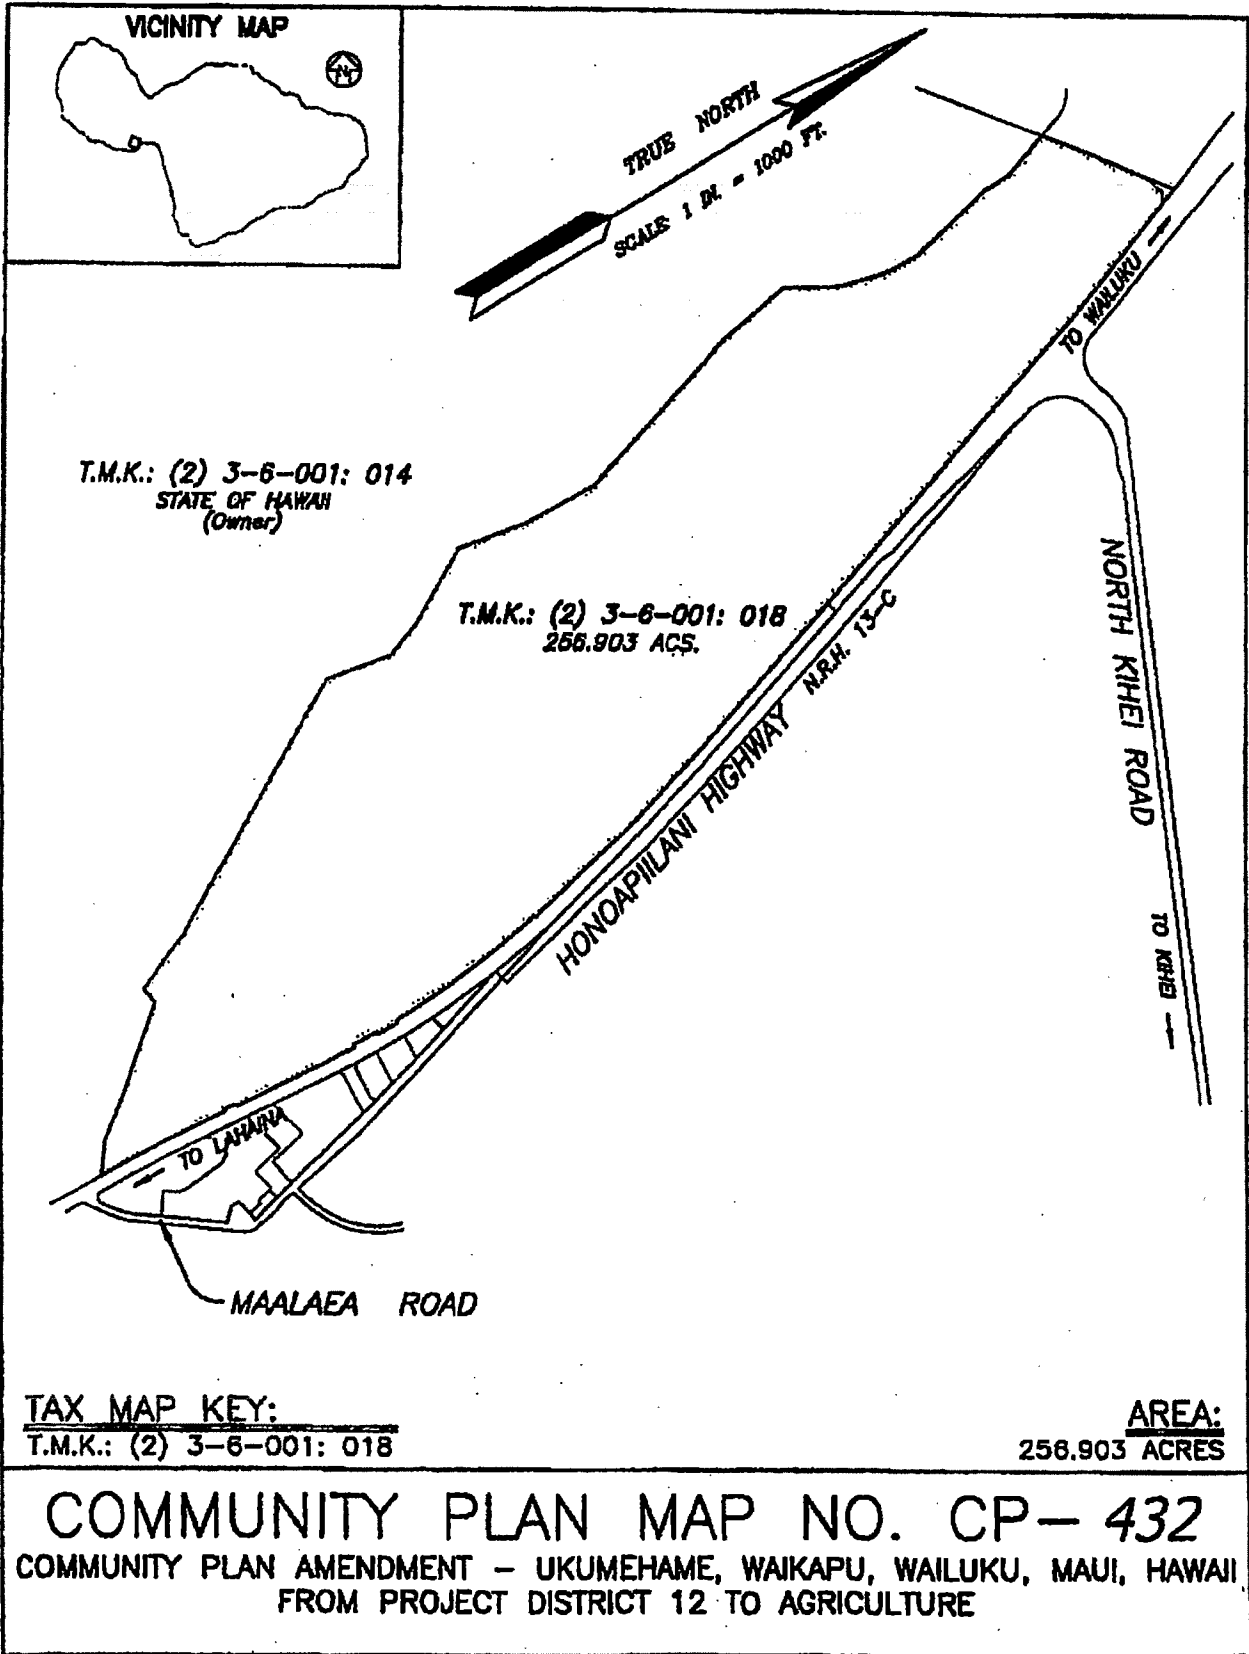 VICINITY MAP
N
TRUE NORTH
SCALE 1 IN. = 1000 FT.
TO WAILUKU
T.M.K.: (2) 3-6-001: 014
STATE OF HAWAII
(Owner)
T.M.K.: (2) 3-6-001: 018
256.903 ACS.
N.R.H. 13-C
HONOAPIILANI HIGHWAY
NORTH KIHEI ROAD
TO KIHEI
TO LAHAINA
MAALAEA ROAD
TAX MAP KEY:
T.M.K.: (2) 3-6-001: 018
AREA:
256.903 ACRES
COMMUNITY PLAN MAP NO. CP- 432
COMMUNITY PLAN AMENDMENT - UKUMEHAME, WAIKAPU, WAILUKU, MAUI, HAWAII
FROM PROJECT DISTRICT 12 TO AGRICULTURE